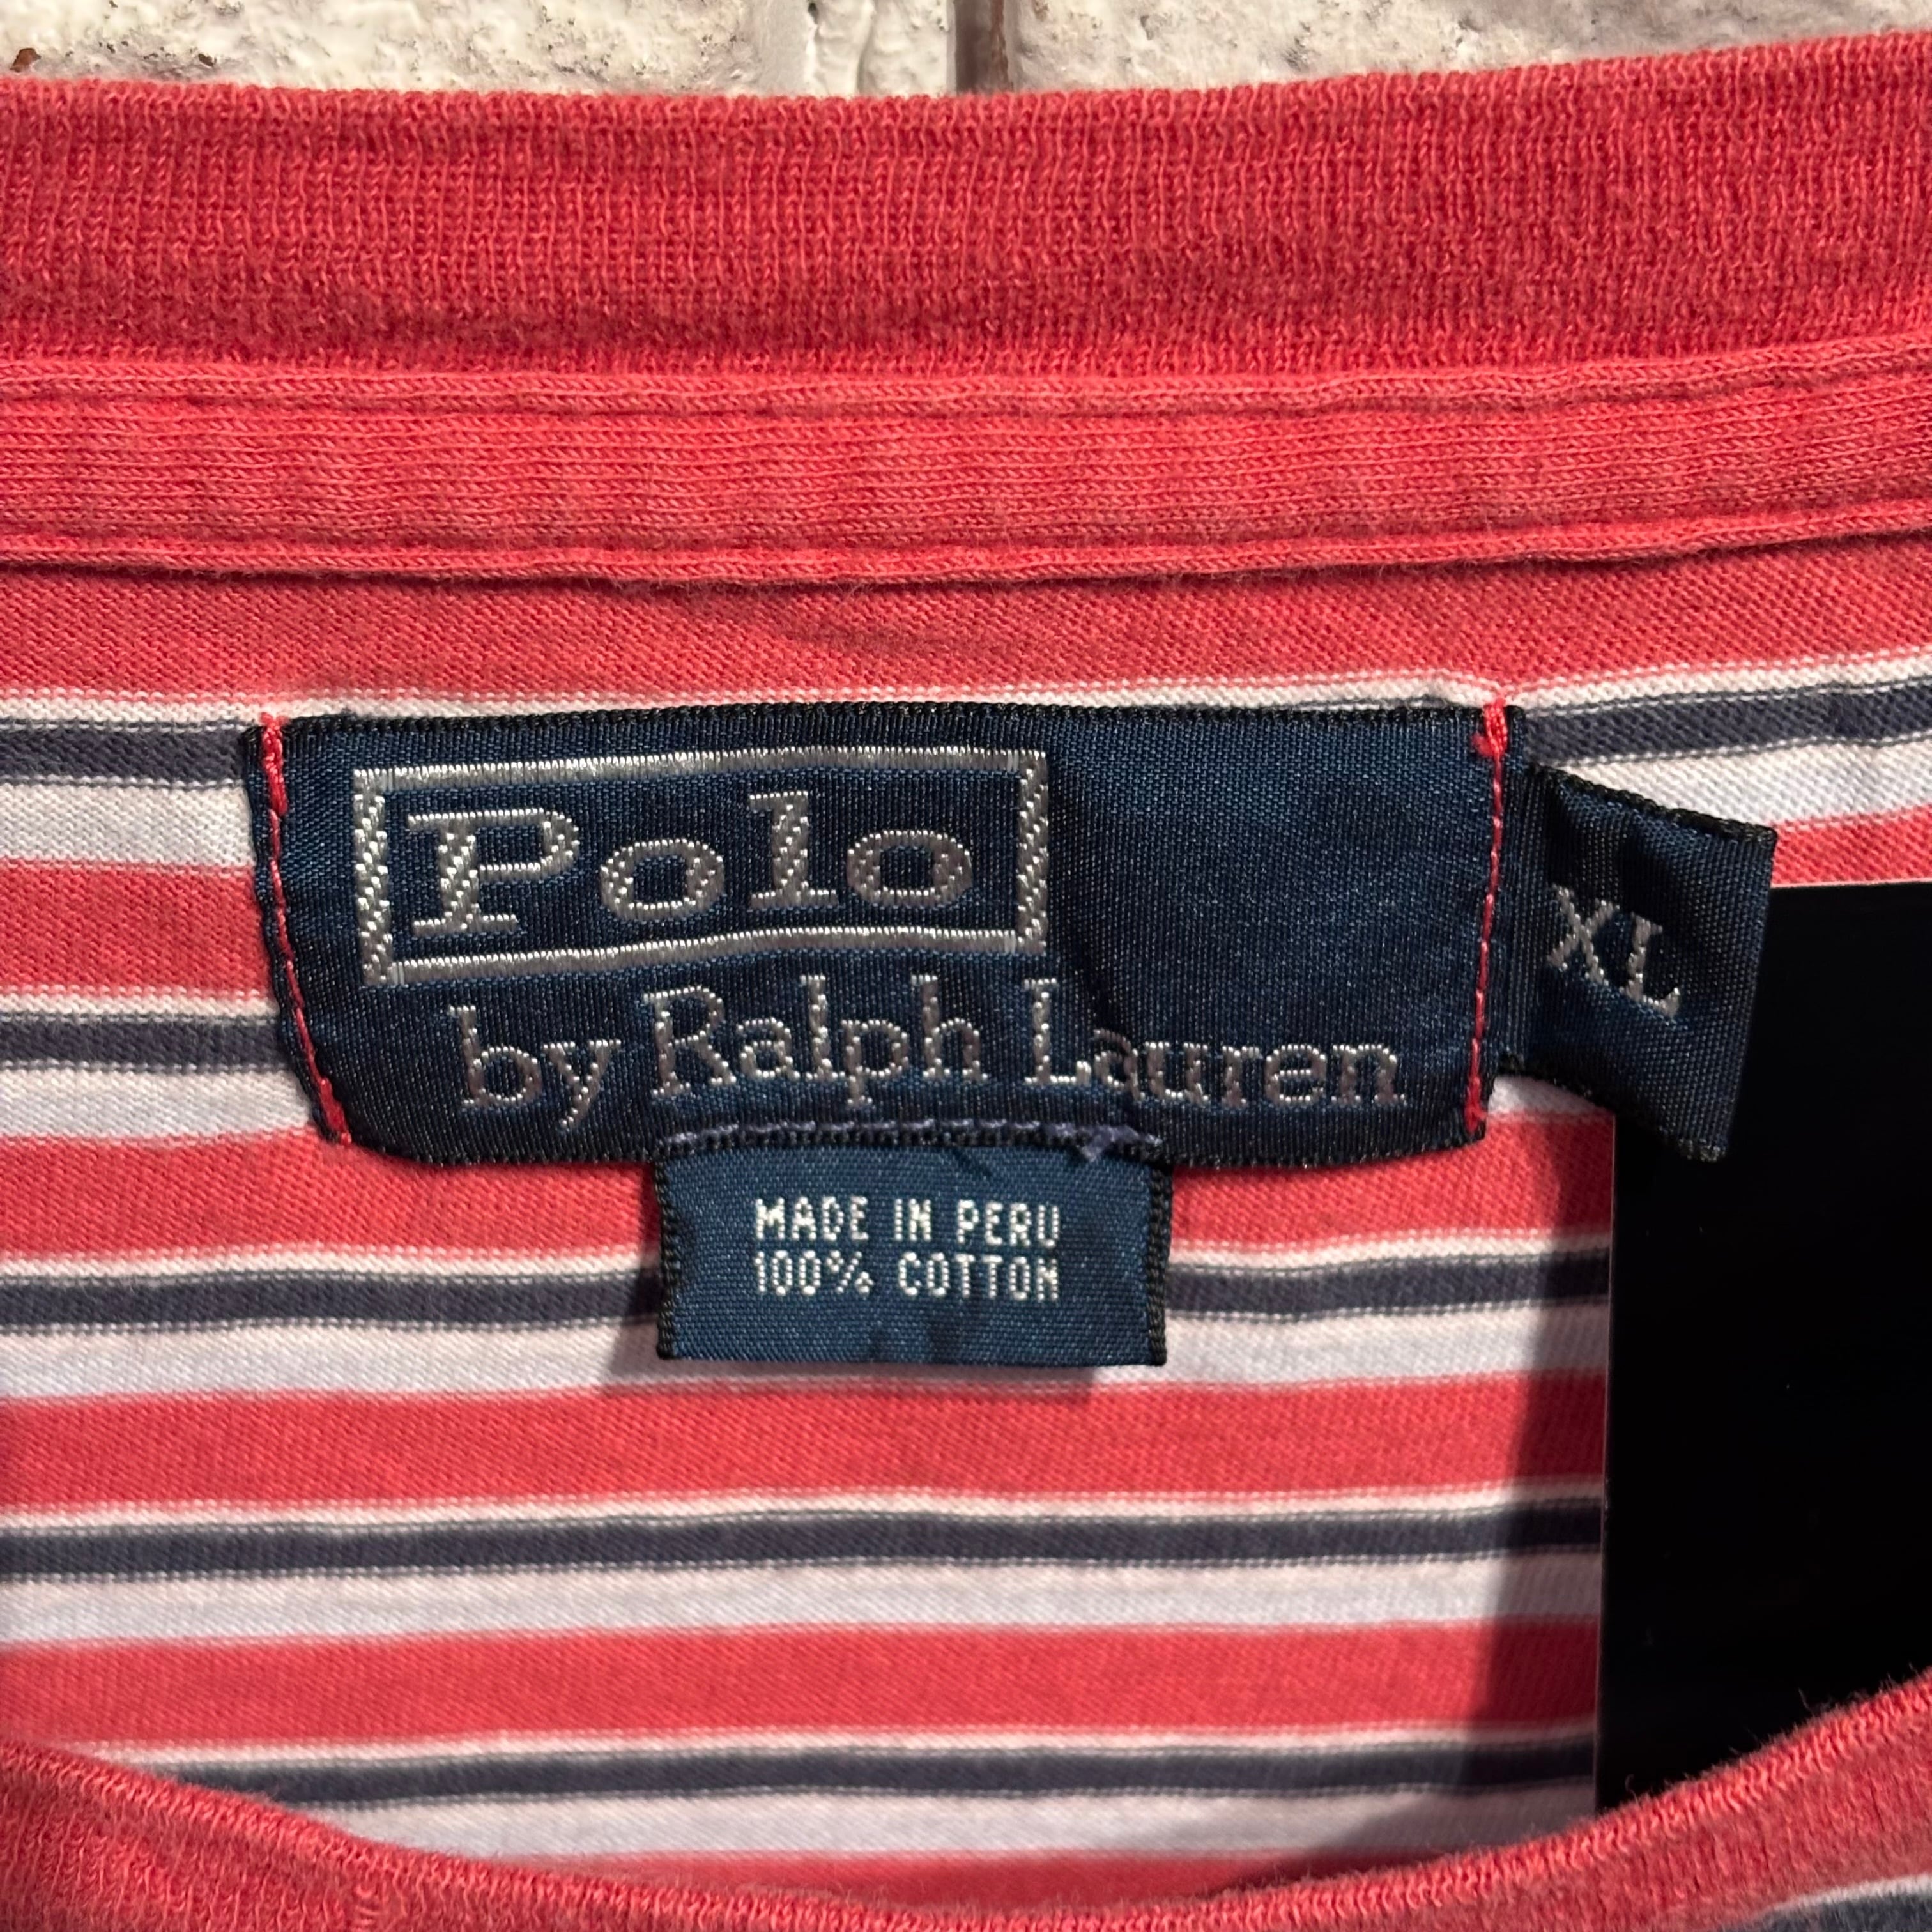 Polo
by Ralph Lauren
XL
MADE IN PERU
100% COTTON